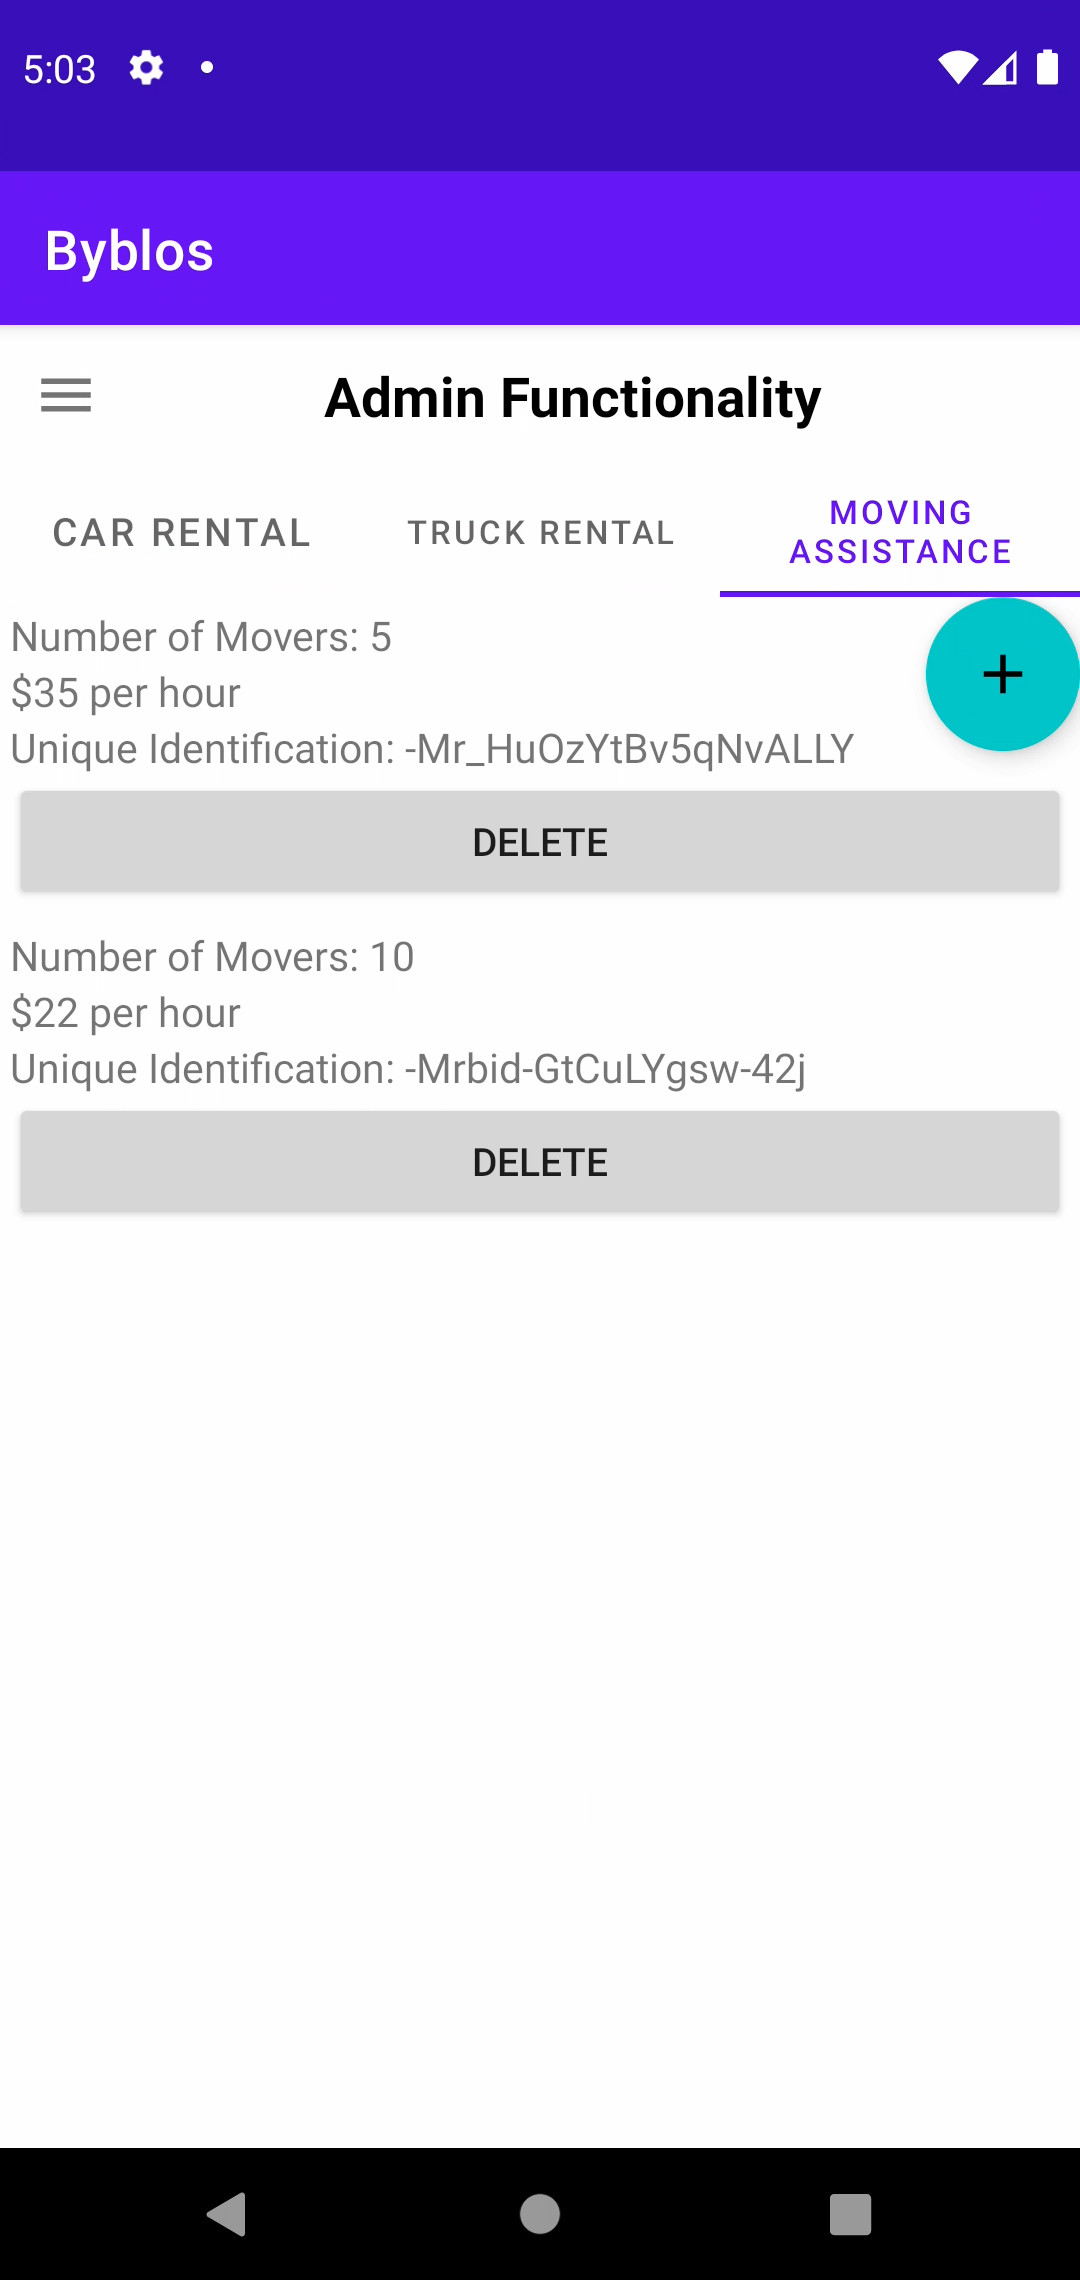 5:03
Byblos
Admin Functionality
CAR RENTAL
TRUCK RENTAL
MOVING
ASSISTANCE
Number of Movers: 5
$35 per hour
Unique Identification: -Mr_HuOzYtBv5qNvALLY
DELETE
Number of Movers: 10
$22 per hour
Unique Identification: -Mrbid-GtCuLYgsw-42j
DELETE